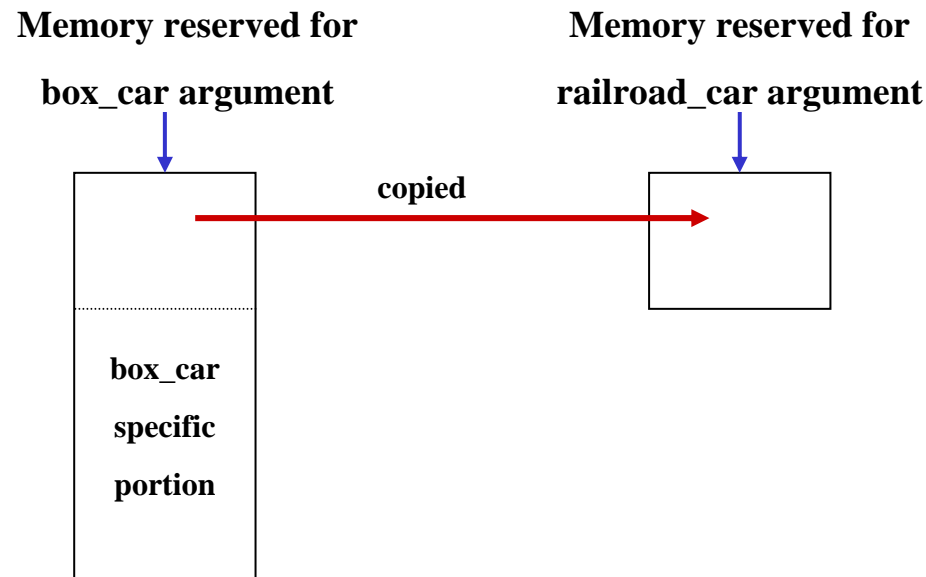 Memory reserved for
box_car argument
Memory reserved for
railroad_car argument
copied
box_car
specific
portion